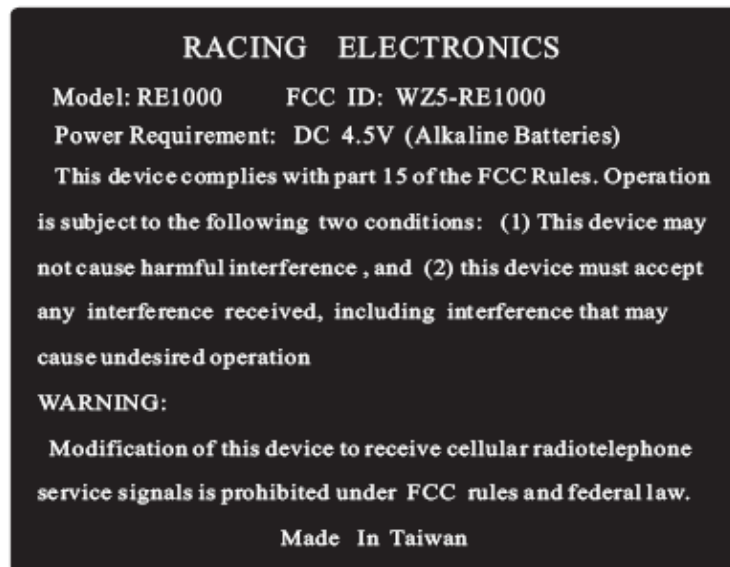 RACING ELECTRONICS
Model: RE1000 FCC ID: WZ5-RE1000
Power Requirement: DC 4.5V (Alkaline Batteries)
This device complies with part 15 of the FCC Rules. Operation
is subject to the following two conditions: (1) This device may
not cause harmful interference , and (2) this device must accept
any interference received, including interference that may
cause undesired operation
WARNING:
Modification of this device to receive cellular radiotelephone
service signals is prohibited under FCC rules and federal law.
Made In Taiwan